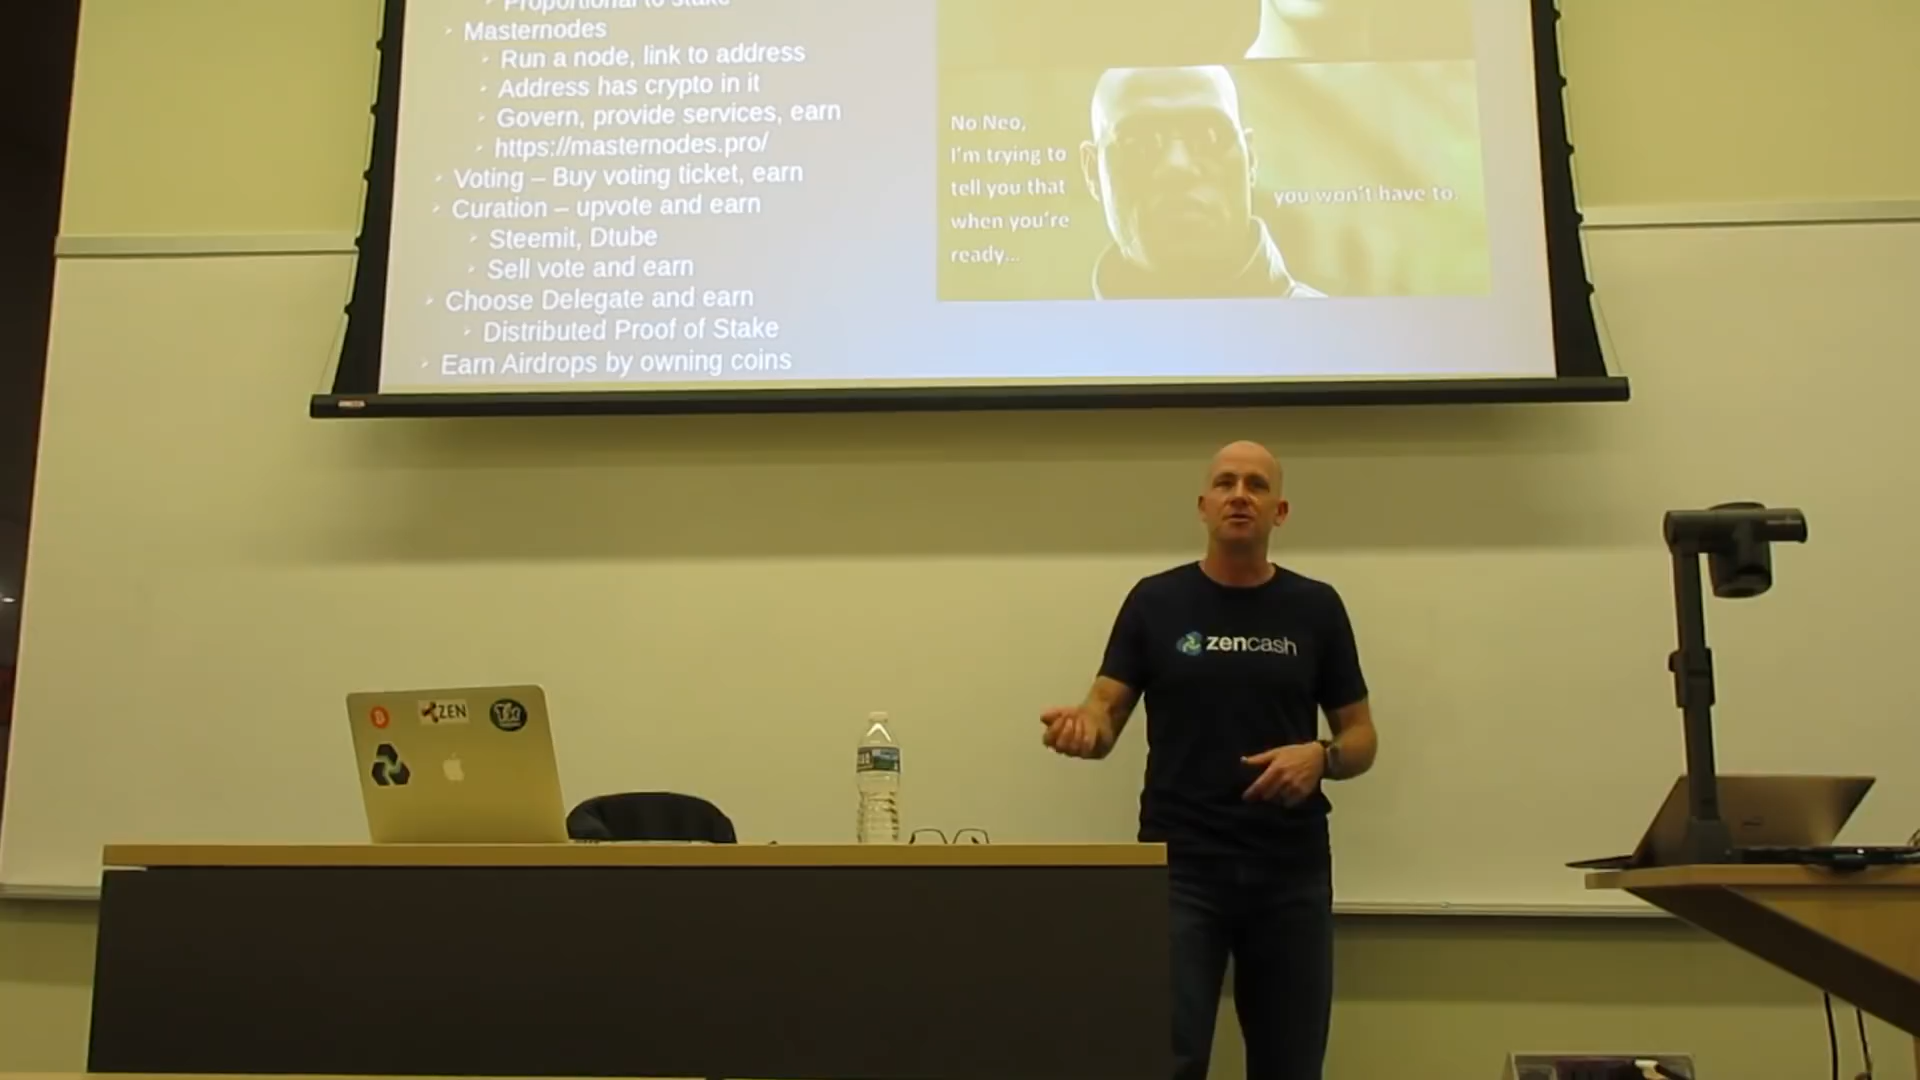 Proportional to stake
Masternodes
Run a node, link to address
Address has crypto in it
Govern, provide services, earn
https://masternodes.pro/
Voting – Buy voting ticket, earn
Curation – upvote and earn
Steemit, Dtube
Sell vote and earn
Choose Delegate and earn
Distributed Proof of Stake
Earn Airdrops by owning coins
No Neo,
I'm trying to
tell you that
when you're
ready...
you won't have to.
zencash
ZEN